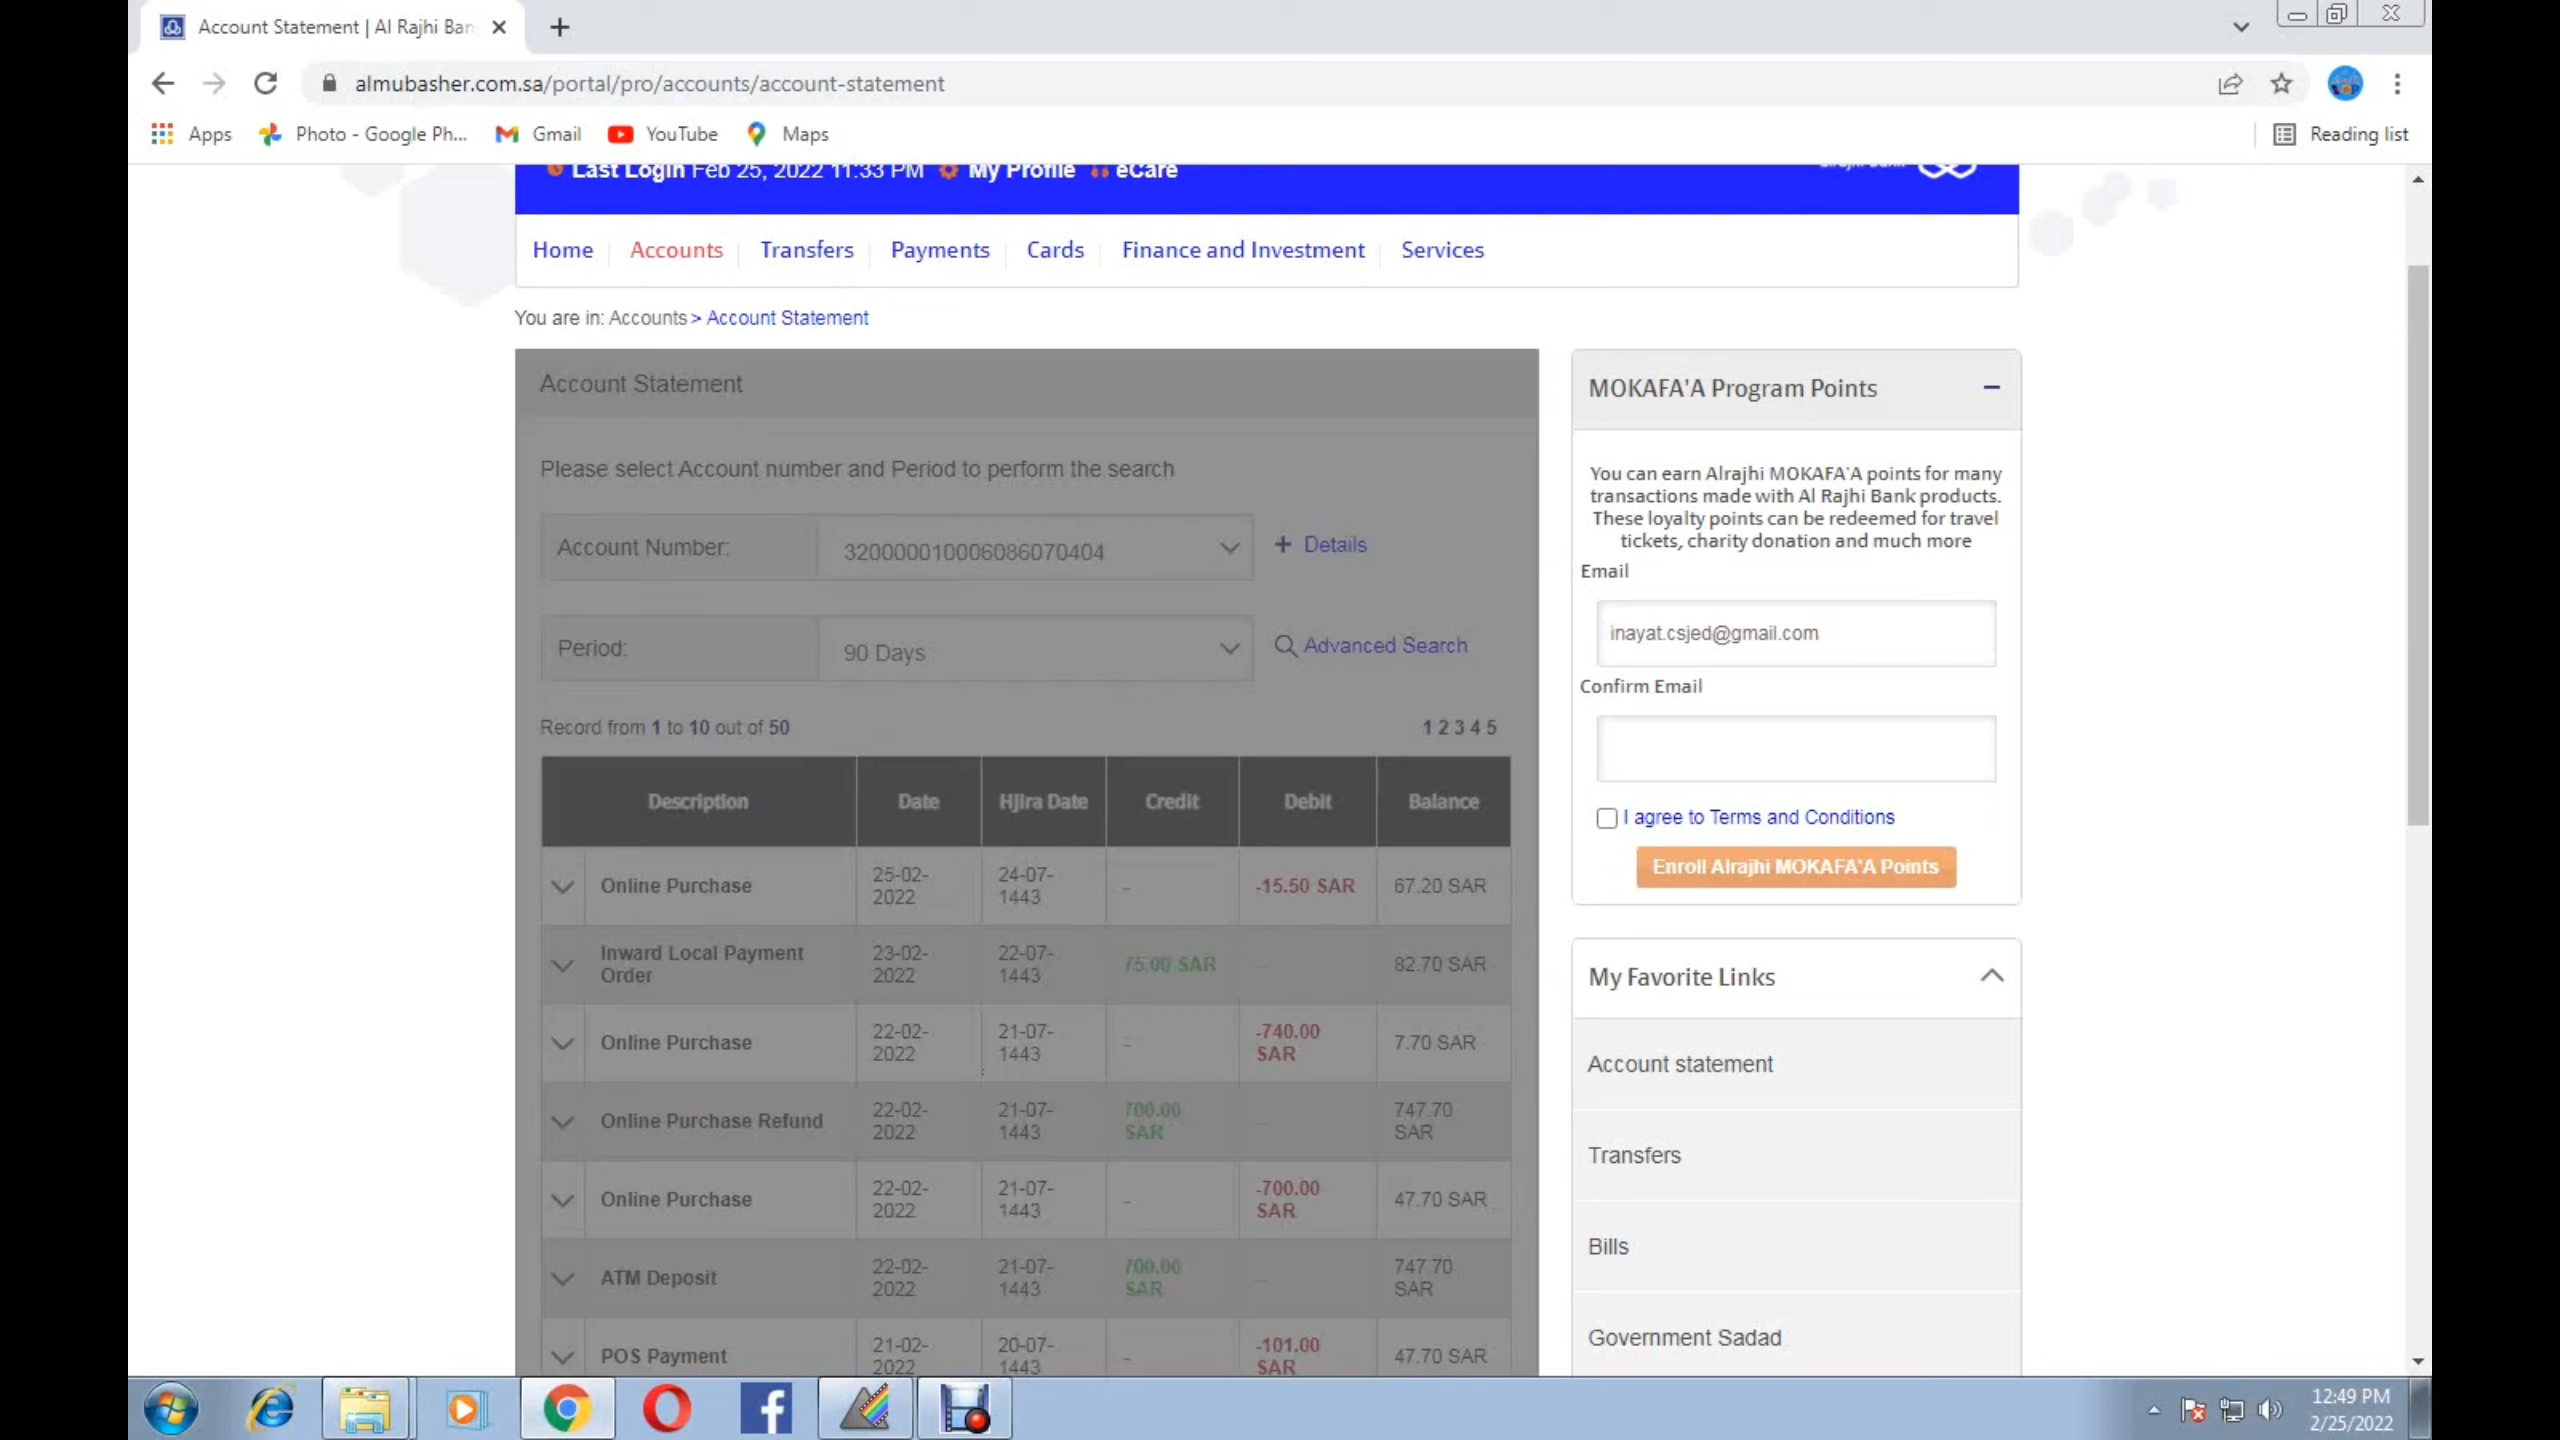 Account Statement | Al Rajhi Ban
almubasher.com.sa/portal/pro/accounts/account-statement
Apps Photo - Google Ph... Gmail YouTube Maps Reading list
Last Login Feb 25, 2022 11:33 PM My Profile eCare
Home Accounts Transfers Payments Cards Finance and Investment Services
You are in: Accounts > Account Statement
Account Statement
Please select Account number and Period to perform the search
Account Number: 320000010006086070404 + Details
Period: 90 Days Advanced Search
Record from 1 to 10 out of 50 1 2 3 4 5
Description Date Hjira Date Credit Debit Balance
Online Purchase 25-02-2022 24-07-1443 - -15.50 SAR 67.20 SAR
Inward Local Payment Order 23-02-2022 22-07-1443 75.00 SAR - 82.70 SAR
Online Purchase 22-02-2022 21-07-1443 - -740.00 SAR 7.70 SAR
Online Purchase Refund 22-02-2022 21-07-1443 700.00 SAR - 747.70 SAR
Online Purchase 22-02-2022 21-07-1443 - -700.00 SAR 47.70 SAR
ATM Deposit 22-02-2022 21-07-1443 700.00 SAR - 747.70 SAR
POS Payment 21-02-2022 20-07-1443 - -101.00 SAR 47.70 SAR
MOKAFA'A Program Points
You can earn Alrajhi MOKAFA'A points for many
transactions made with Al Rajhi Bank products.
These loyalty points can be redeemed for travel
tickets, charity donation and much more
Email
inayat.csjed@gmail.com
Confirm Email
I agree to Terms and Conditions
Enroll Alrajhi MOKAFA'A Points
My Favorite Links
Account statement
Transfers
Bills
Government Sadad
12:49 PM
2/25/2022